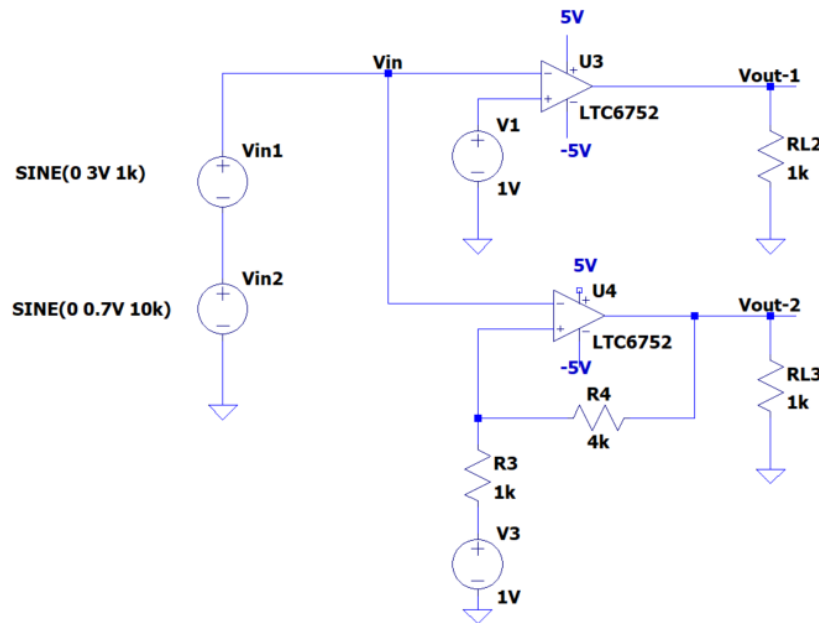 5V
U3
Vin
Vout-1
LTC6752
V1
-5V
Vin1
RL2
SINE(0 3V 1k)
1k
1V
Vin2
5V
U4
SINE(0 0.7V 10k)
Vout-2
LTC6752
-5V
RL3
R4
1k
4k
R3
1k
V3
1V